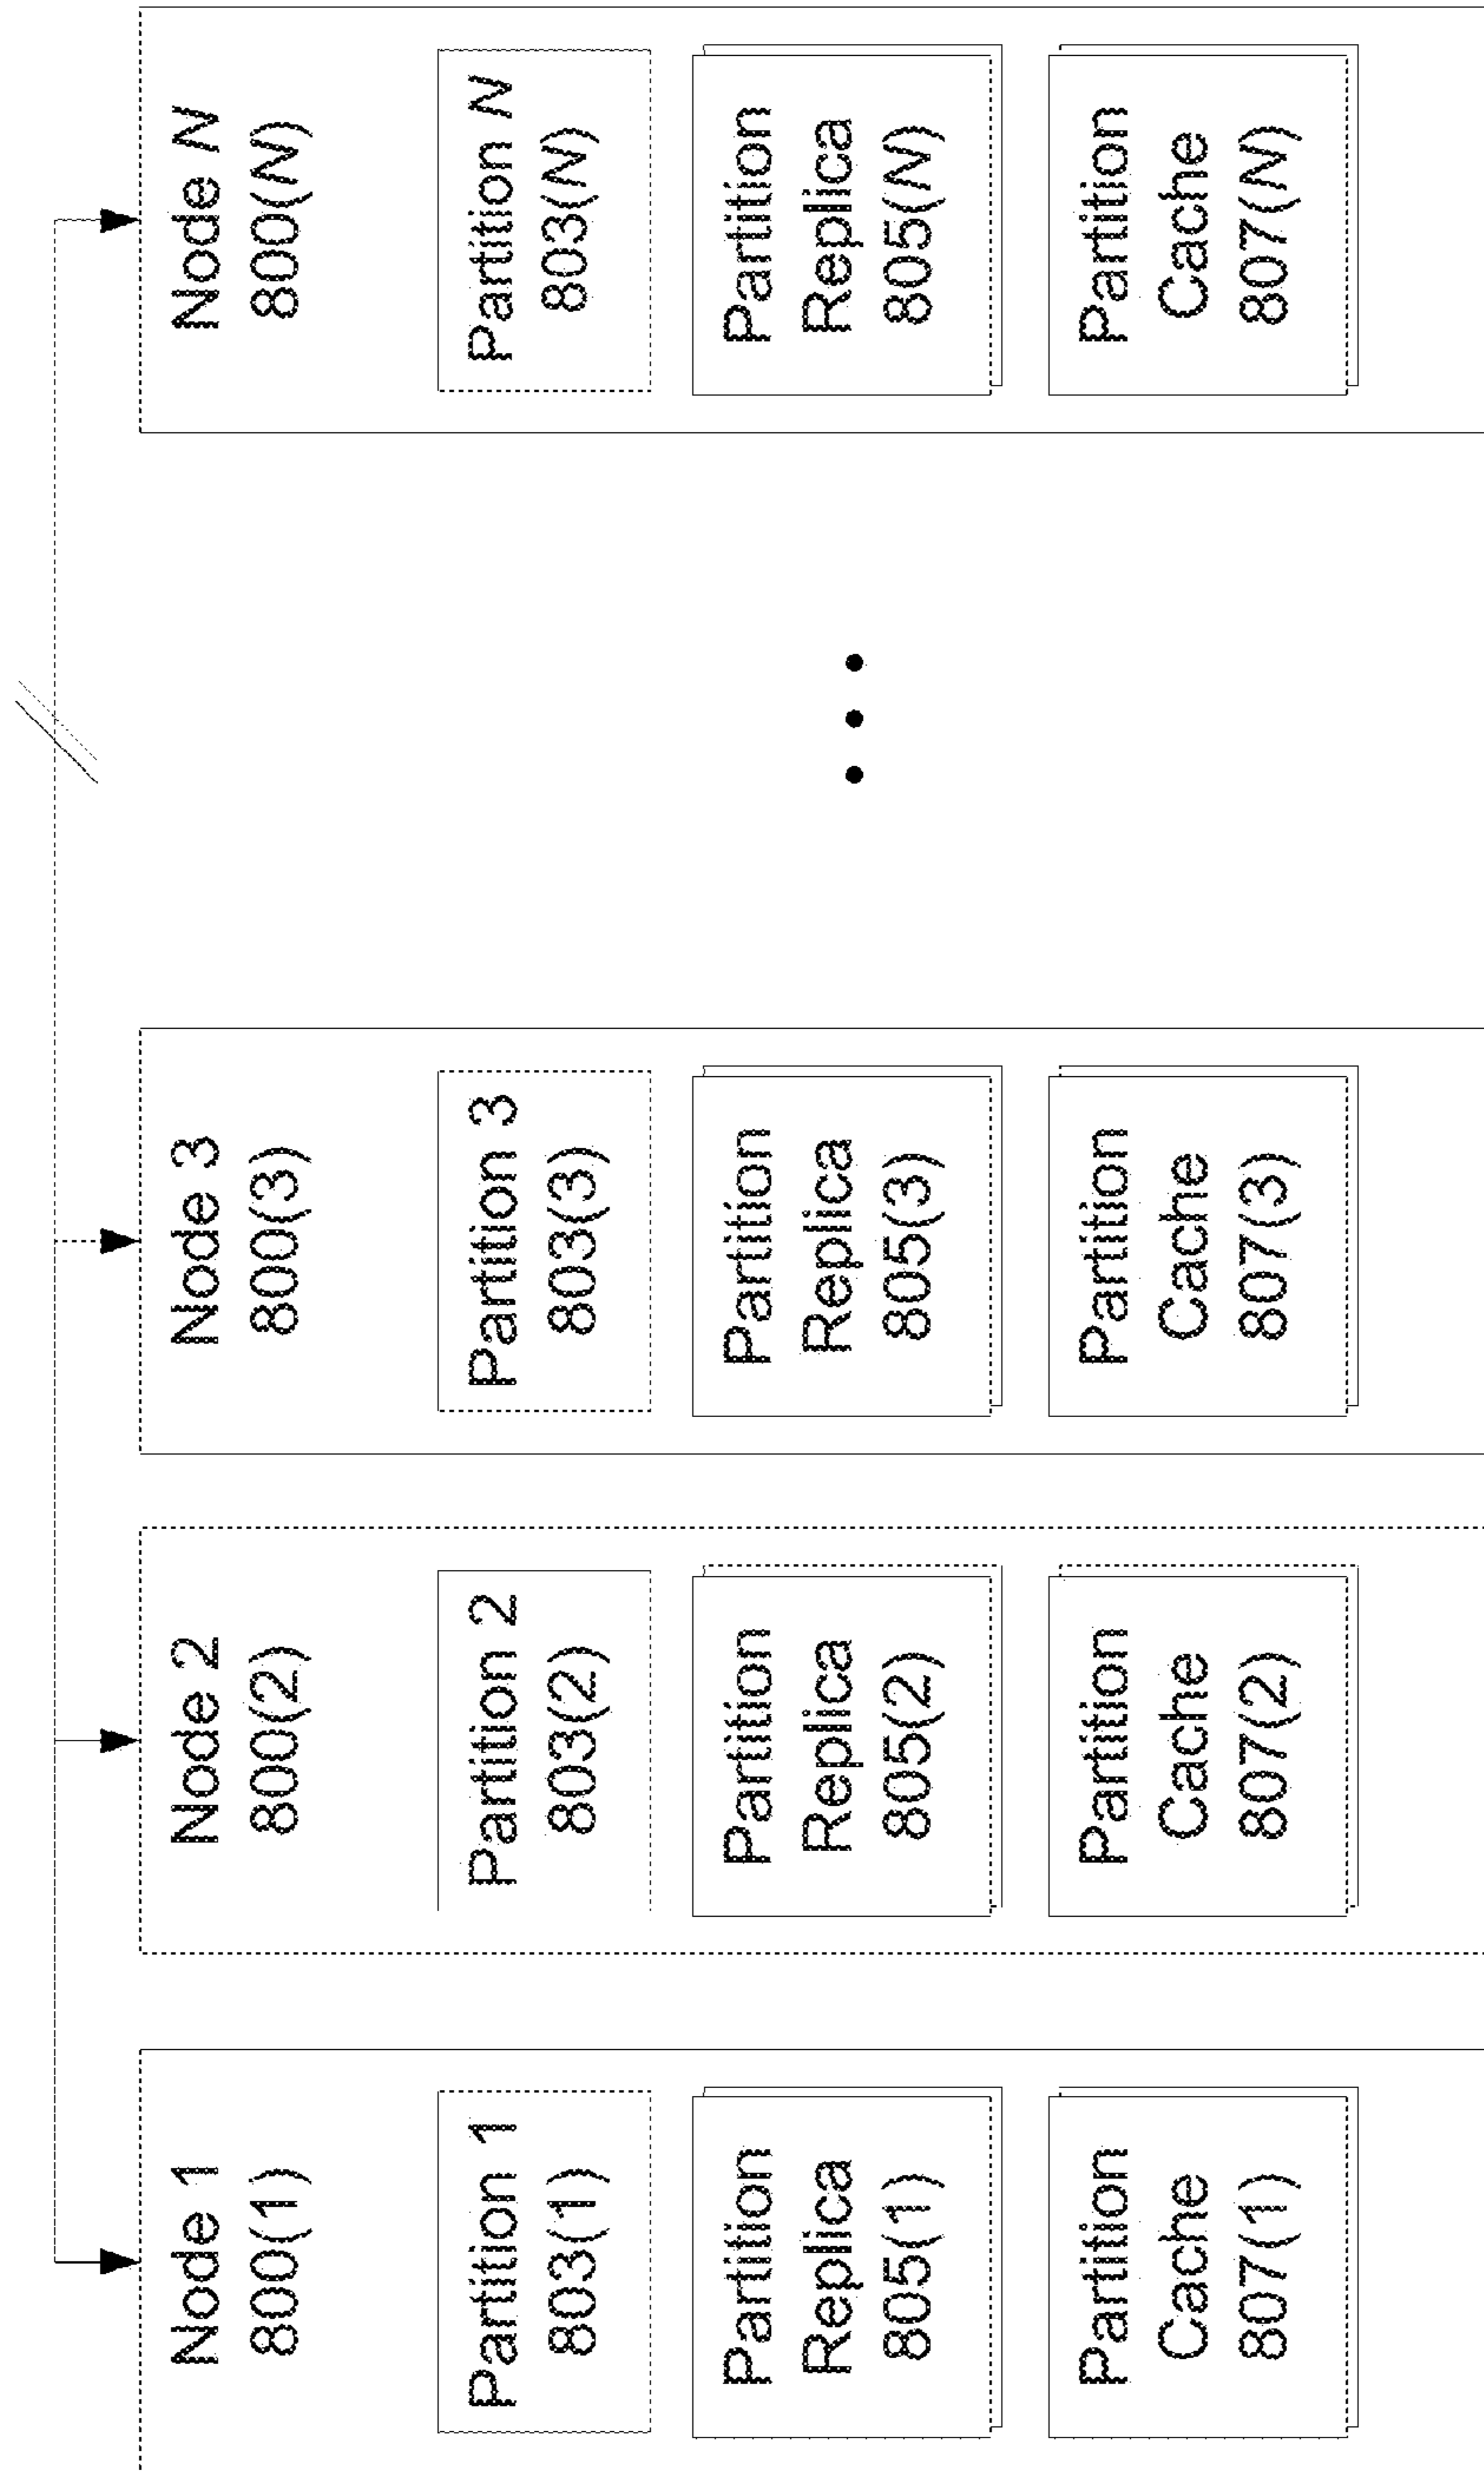 Node 1
800(1)
Partition 1
803(1)
Partition
Replica
805(1)
Partition
Cache
807(1)
Node 2
800(2)
Partition 2
803(2)
Partition
Replica
805(2)
Partition
Cache
807(2)
Node 3
800(3)
Partition 3
803(3)
Partition
Replica
805(3)
Partition
Cache
807(3)
Node N
800(N)
Partition N
803(N)
Partition
Replica
805(N)
Partition
Cache
807(N)